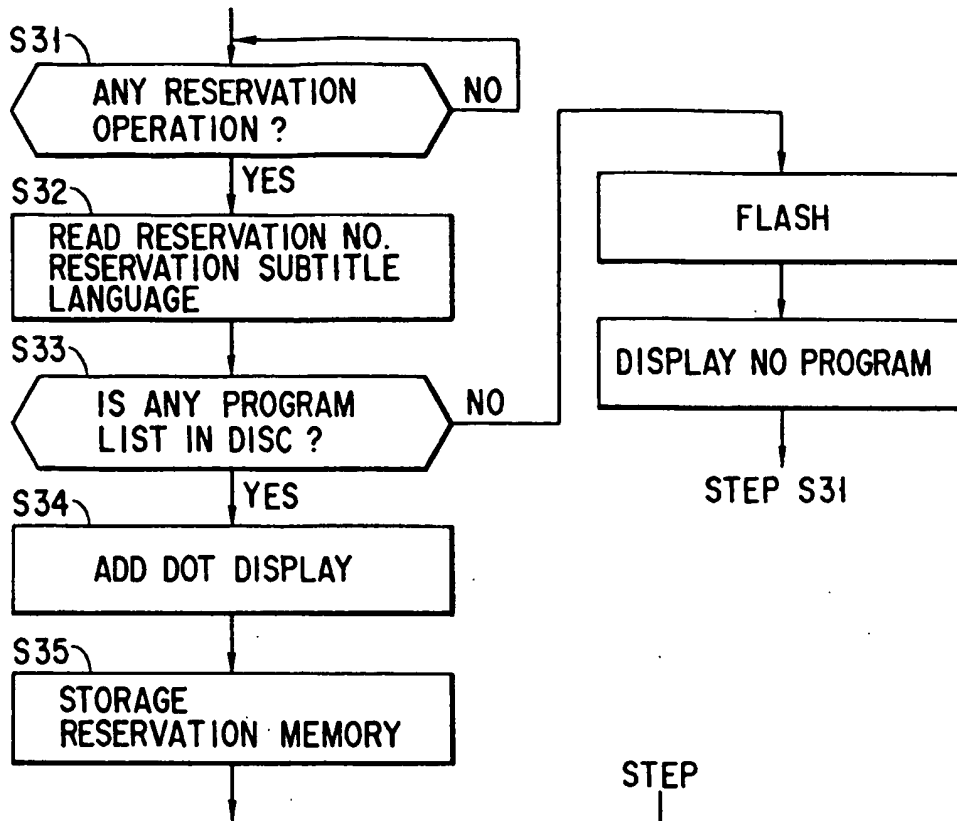 S31
ANY RESERVATION
OPERATION ?
NO
YES
S32
READ RESERVATION NO.
RESERVATION SUBTITLE
LANGUAGE
S33
IS ANY PROGRAM
LIST IN DISC ?
NO
YES
S34
ADD DOT DISPLAY
S35
STORAGE
RESERVATION MEMORY
FLASH
DISPLAY NO PROGRAM
STEP S31
STEP